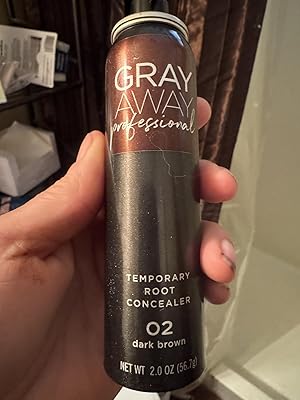 GRAY
AWAY
professional
TEMPORARY
ROOT
CONCEALER
02
dark brown
NET WT 2.0 OZ (56.7g)